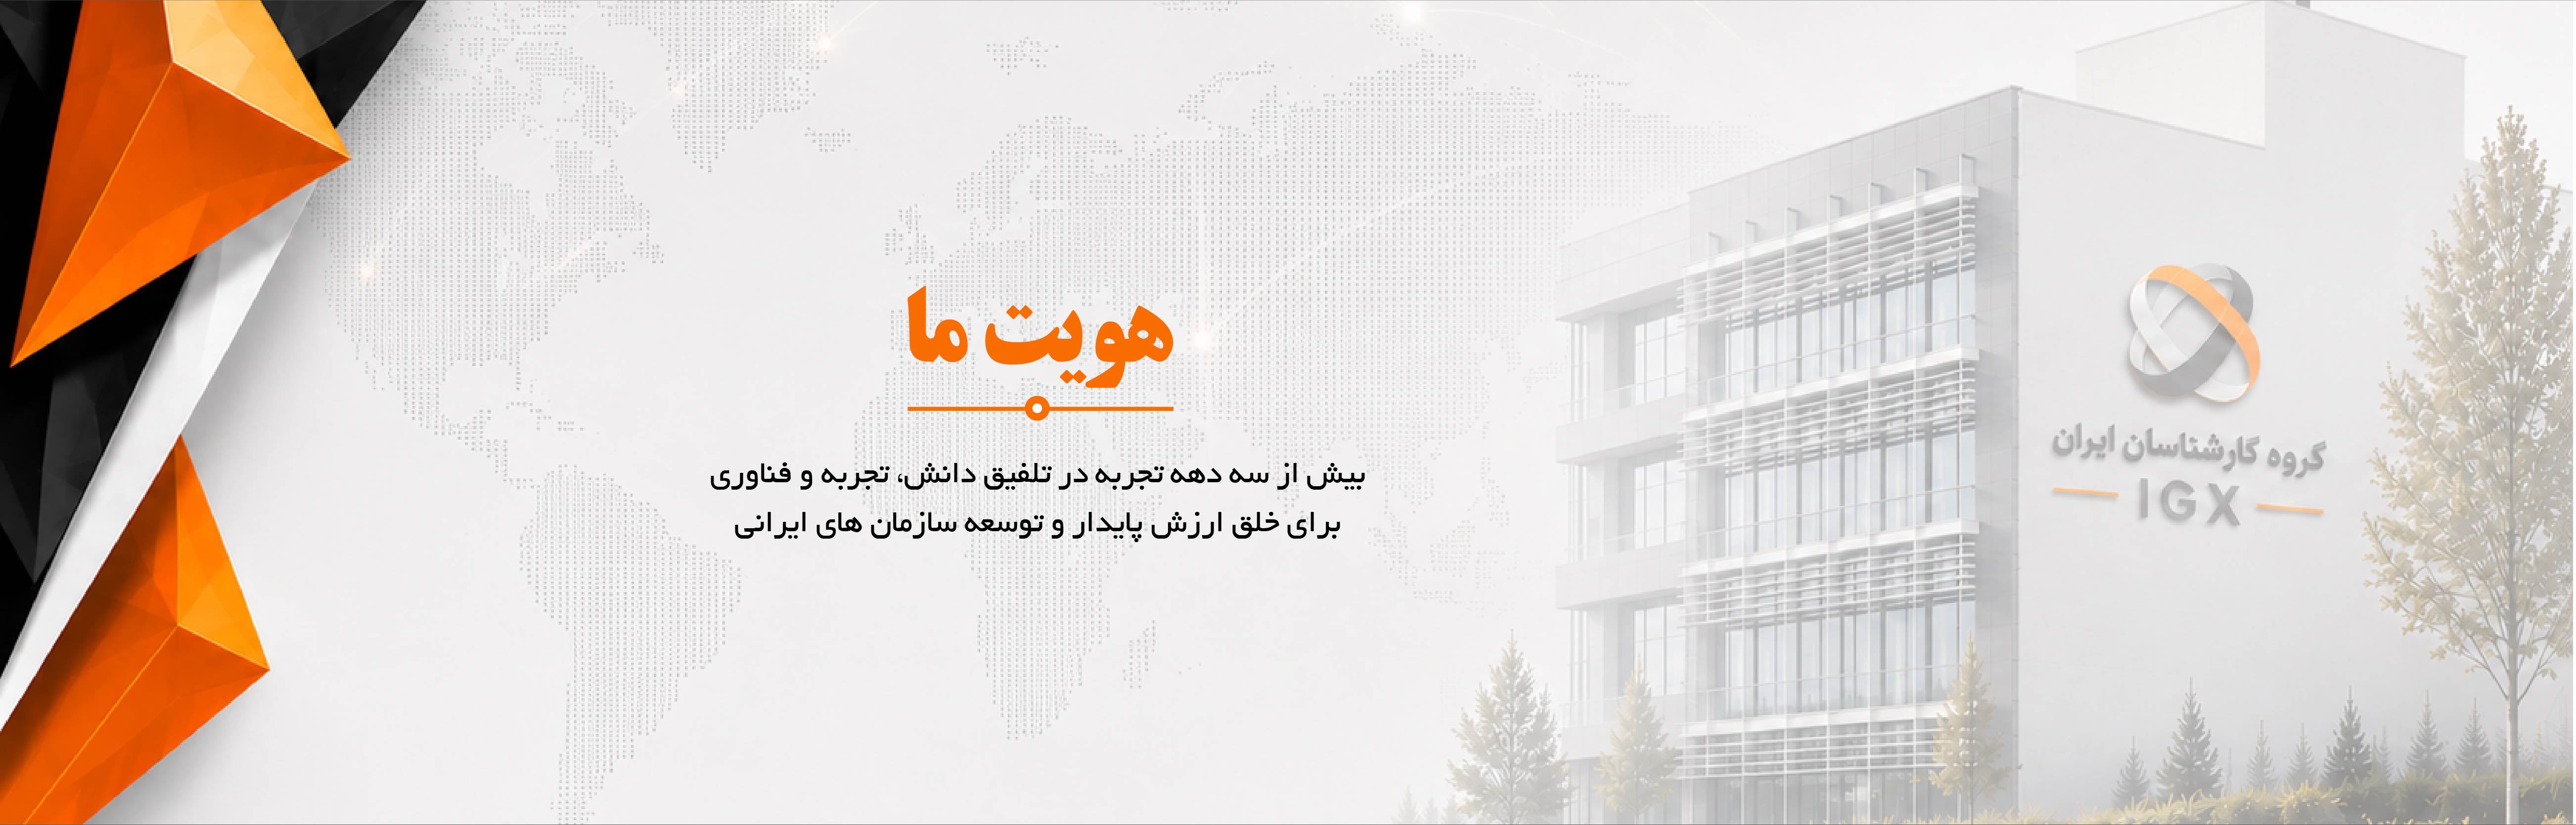 هویت ما
بیش از سه دهه تجربه در تلفیق دانش، تجربه و فناوری
برای خلق ارزش پایدار و توسعه سازمان های ایرانی
گروه کارشناسان ایران
IGX